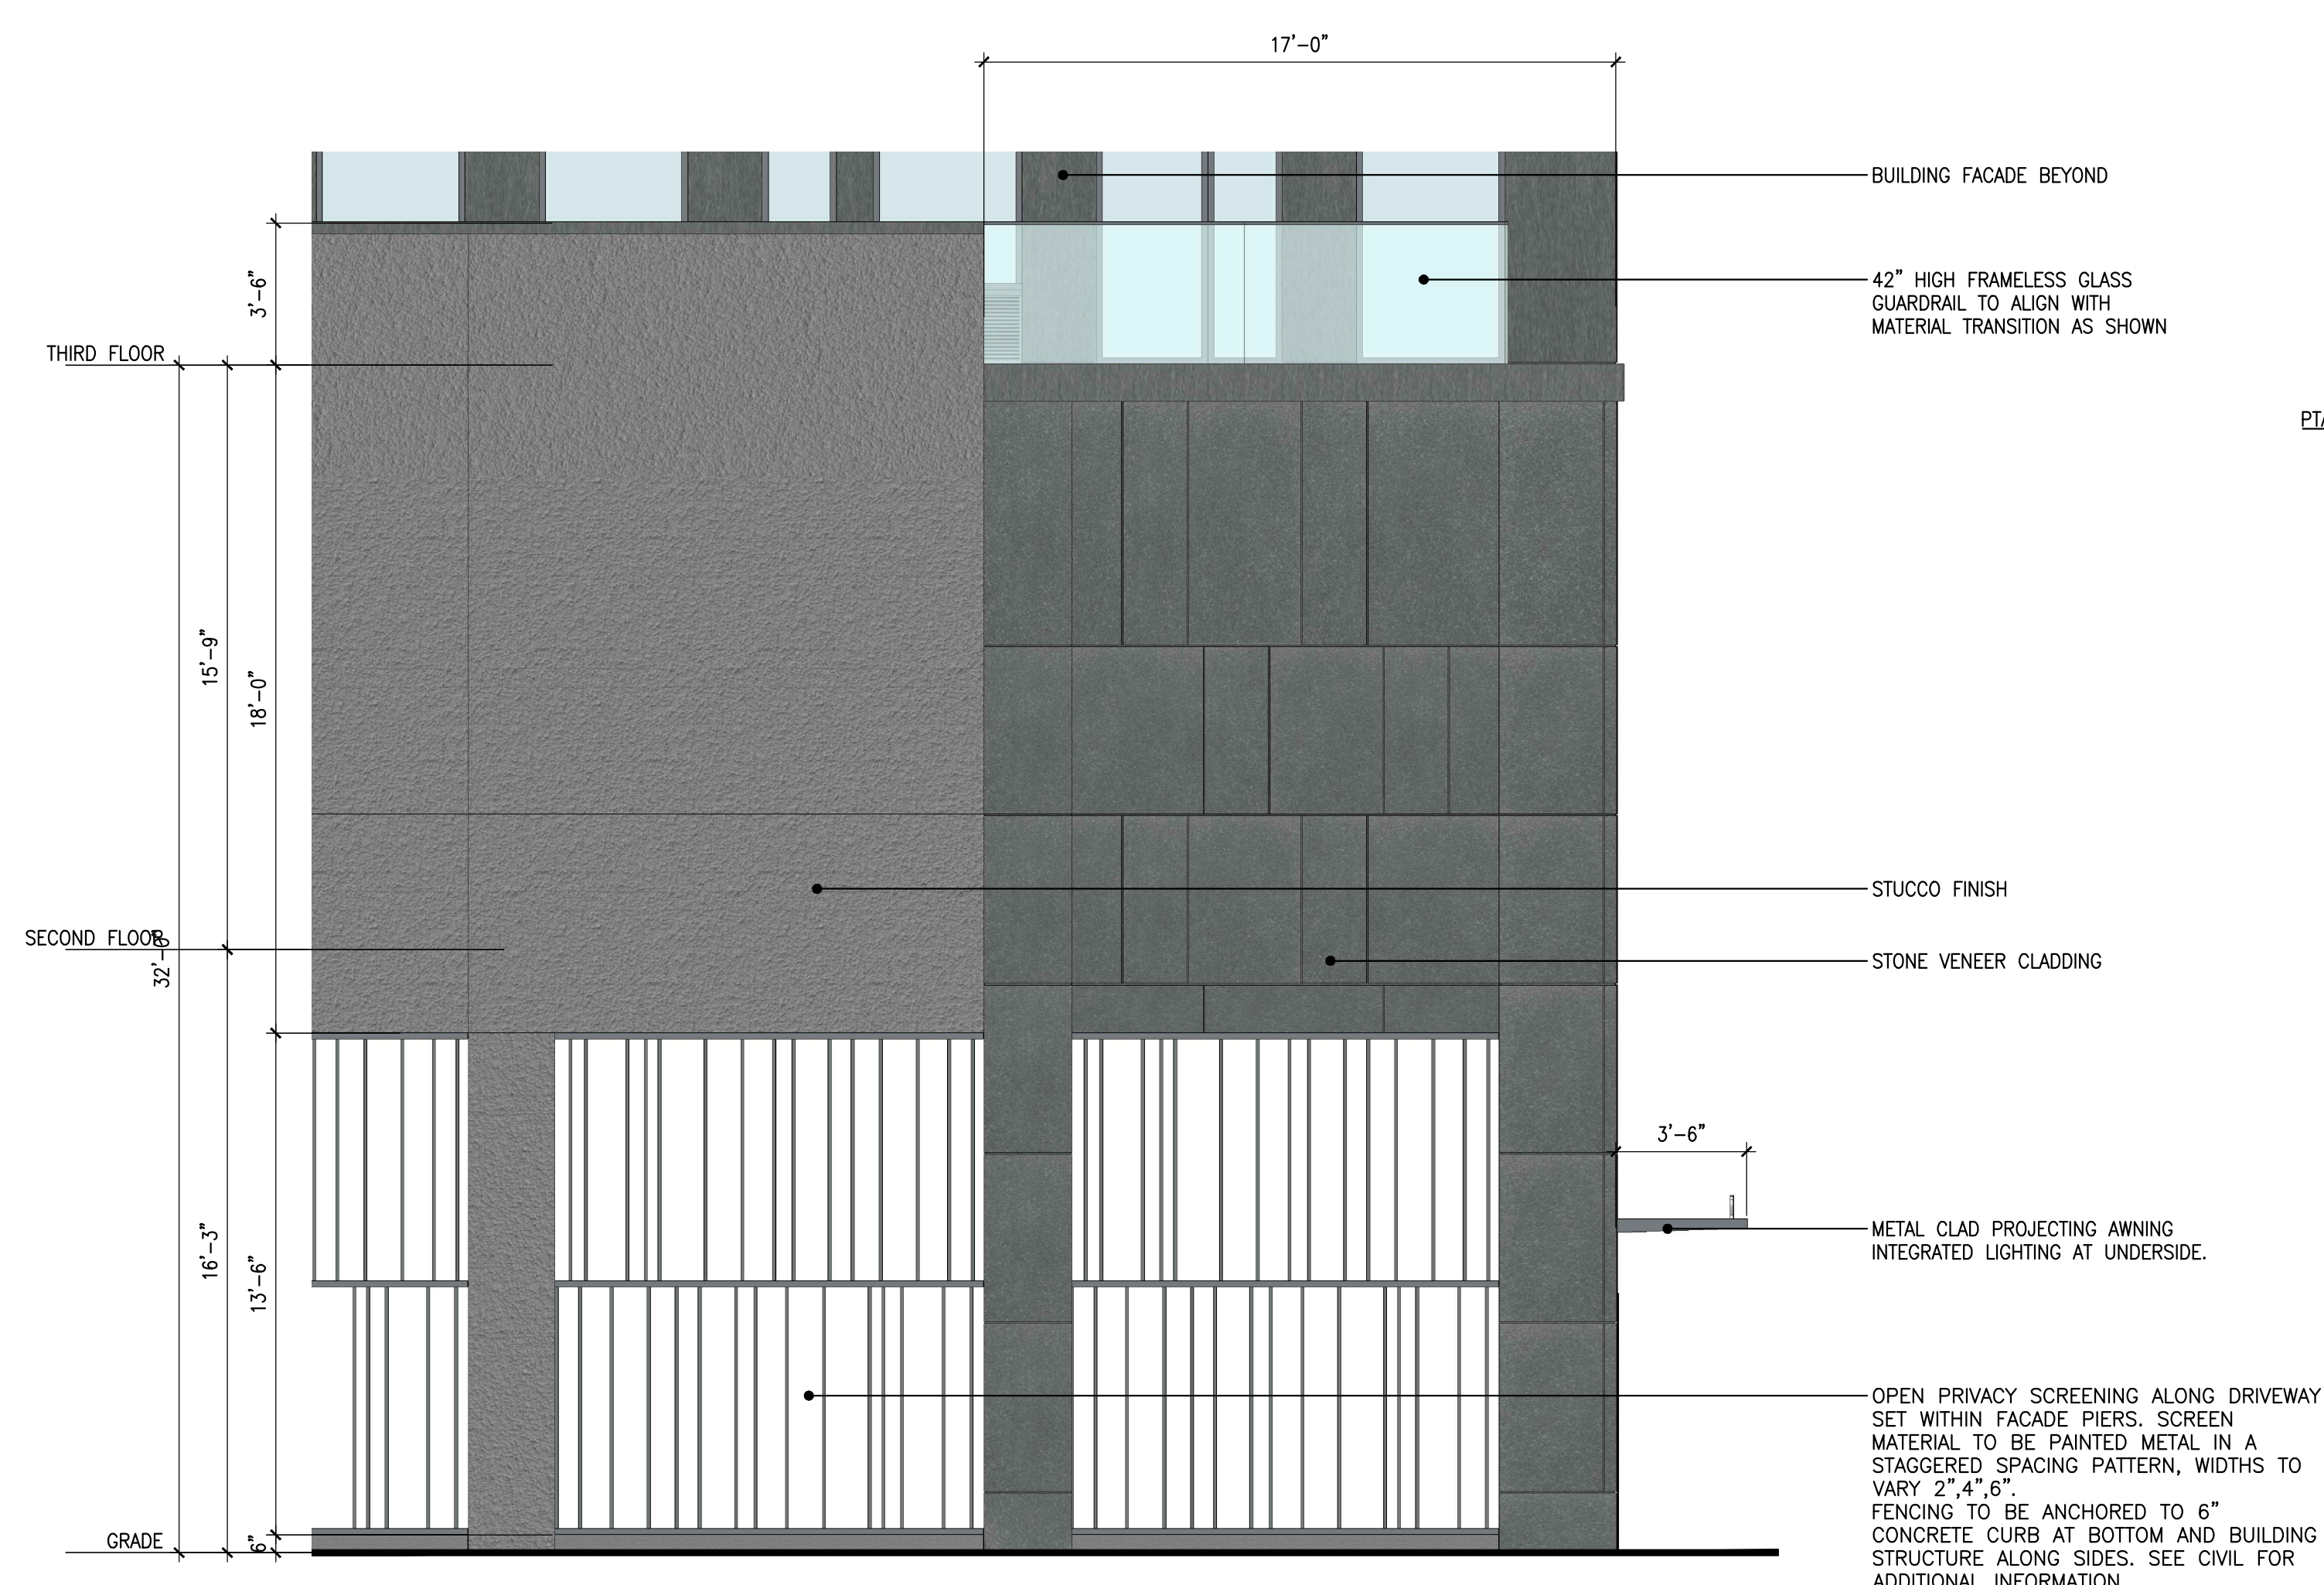 17'-0"
BUILDING FACADE BEYOND
42" HIGH FRAMELESS GLASS
GUARDRAIL TO ALIGN WITH
MATERIAL TRANSITION AS SHOWN
3'-6"
THIRD FLOOR
PTA
15'-9"
18'-0"
STUCCO FINISH
SECOND FLOOR
32'-0"
STONE VENEER CLADDING
3'-6"
METAL CLAD PROJECTING AWNING
INTEGRATED LIGHTING AT UNDERSIDE.
16'-3"
13'-6"
OPEN PRIVACY SCREENING ALONG DRIVEWAY
SET WITHIN FACADE PIERS. SCREEN
MATERIAL TO BE PAINTED METAL IN A
STAGGERED SPACING PATTERN, WIDTHS TO
VARY 2",4",6".
FENCING TO BE ANCHORED TO 6"
CONCRETE CURB AT BOTTOM AND BUILDING
STRUCTURE ALONG SIDES. SEE CIVIL FOR
ADDITIONAL INFORMATION
GRADE
6"